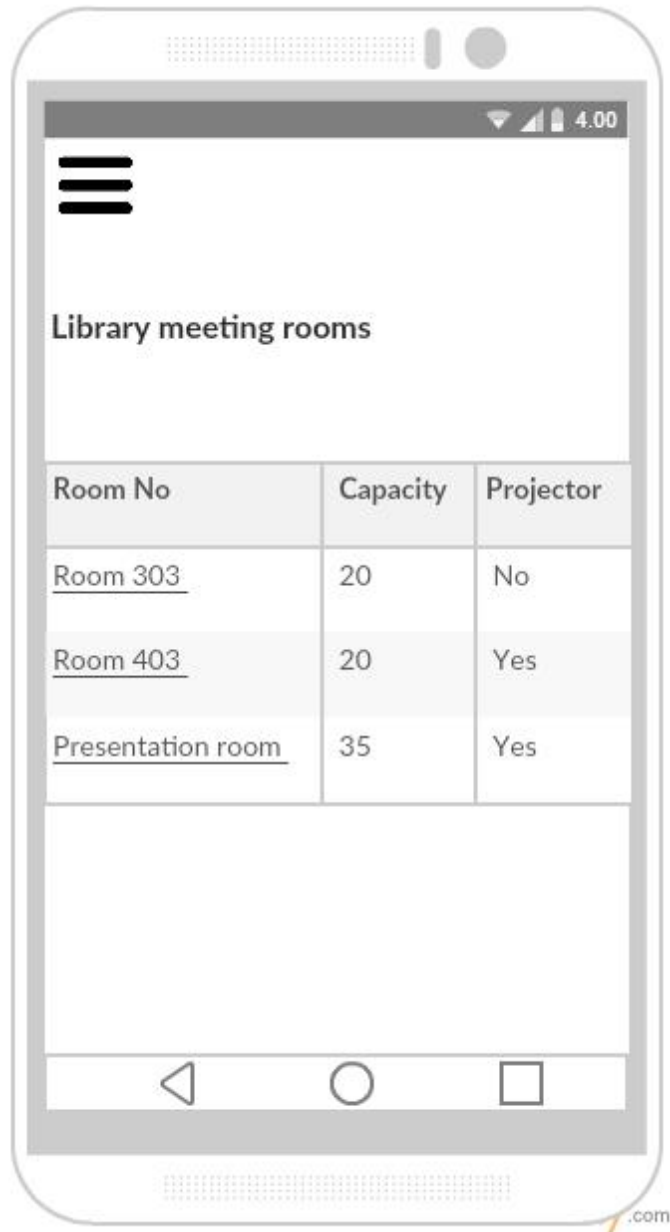 4.00
Library meeting rooms
Room No Capacity Projector
Room 303 20 No
Room 403 20 Yes
Presentation room 35 Yes
.com